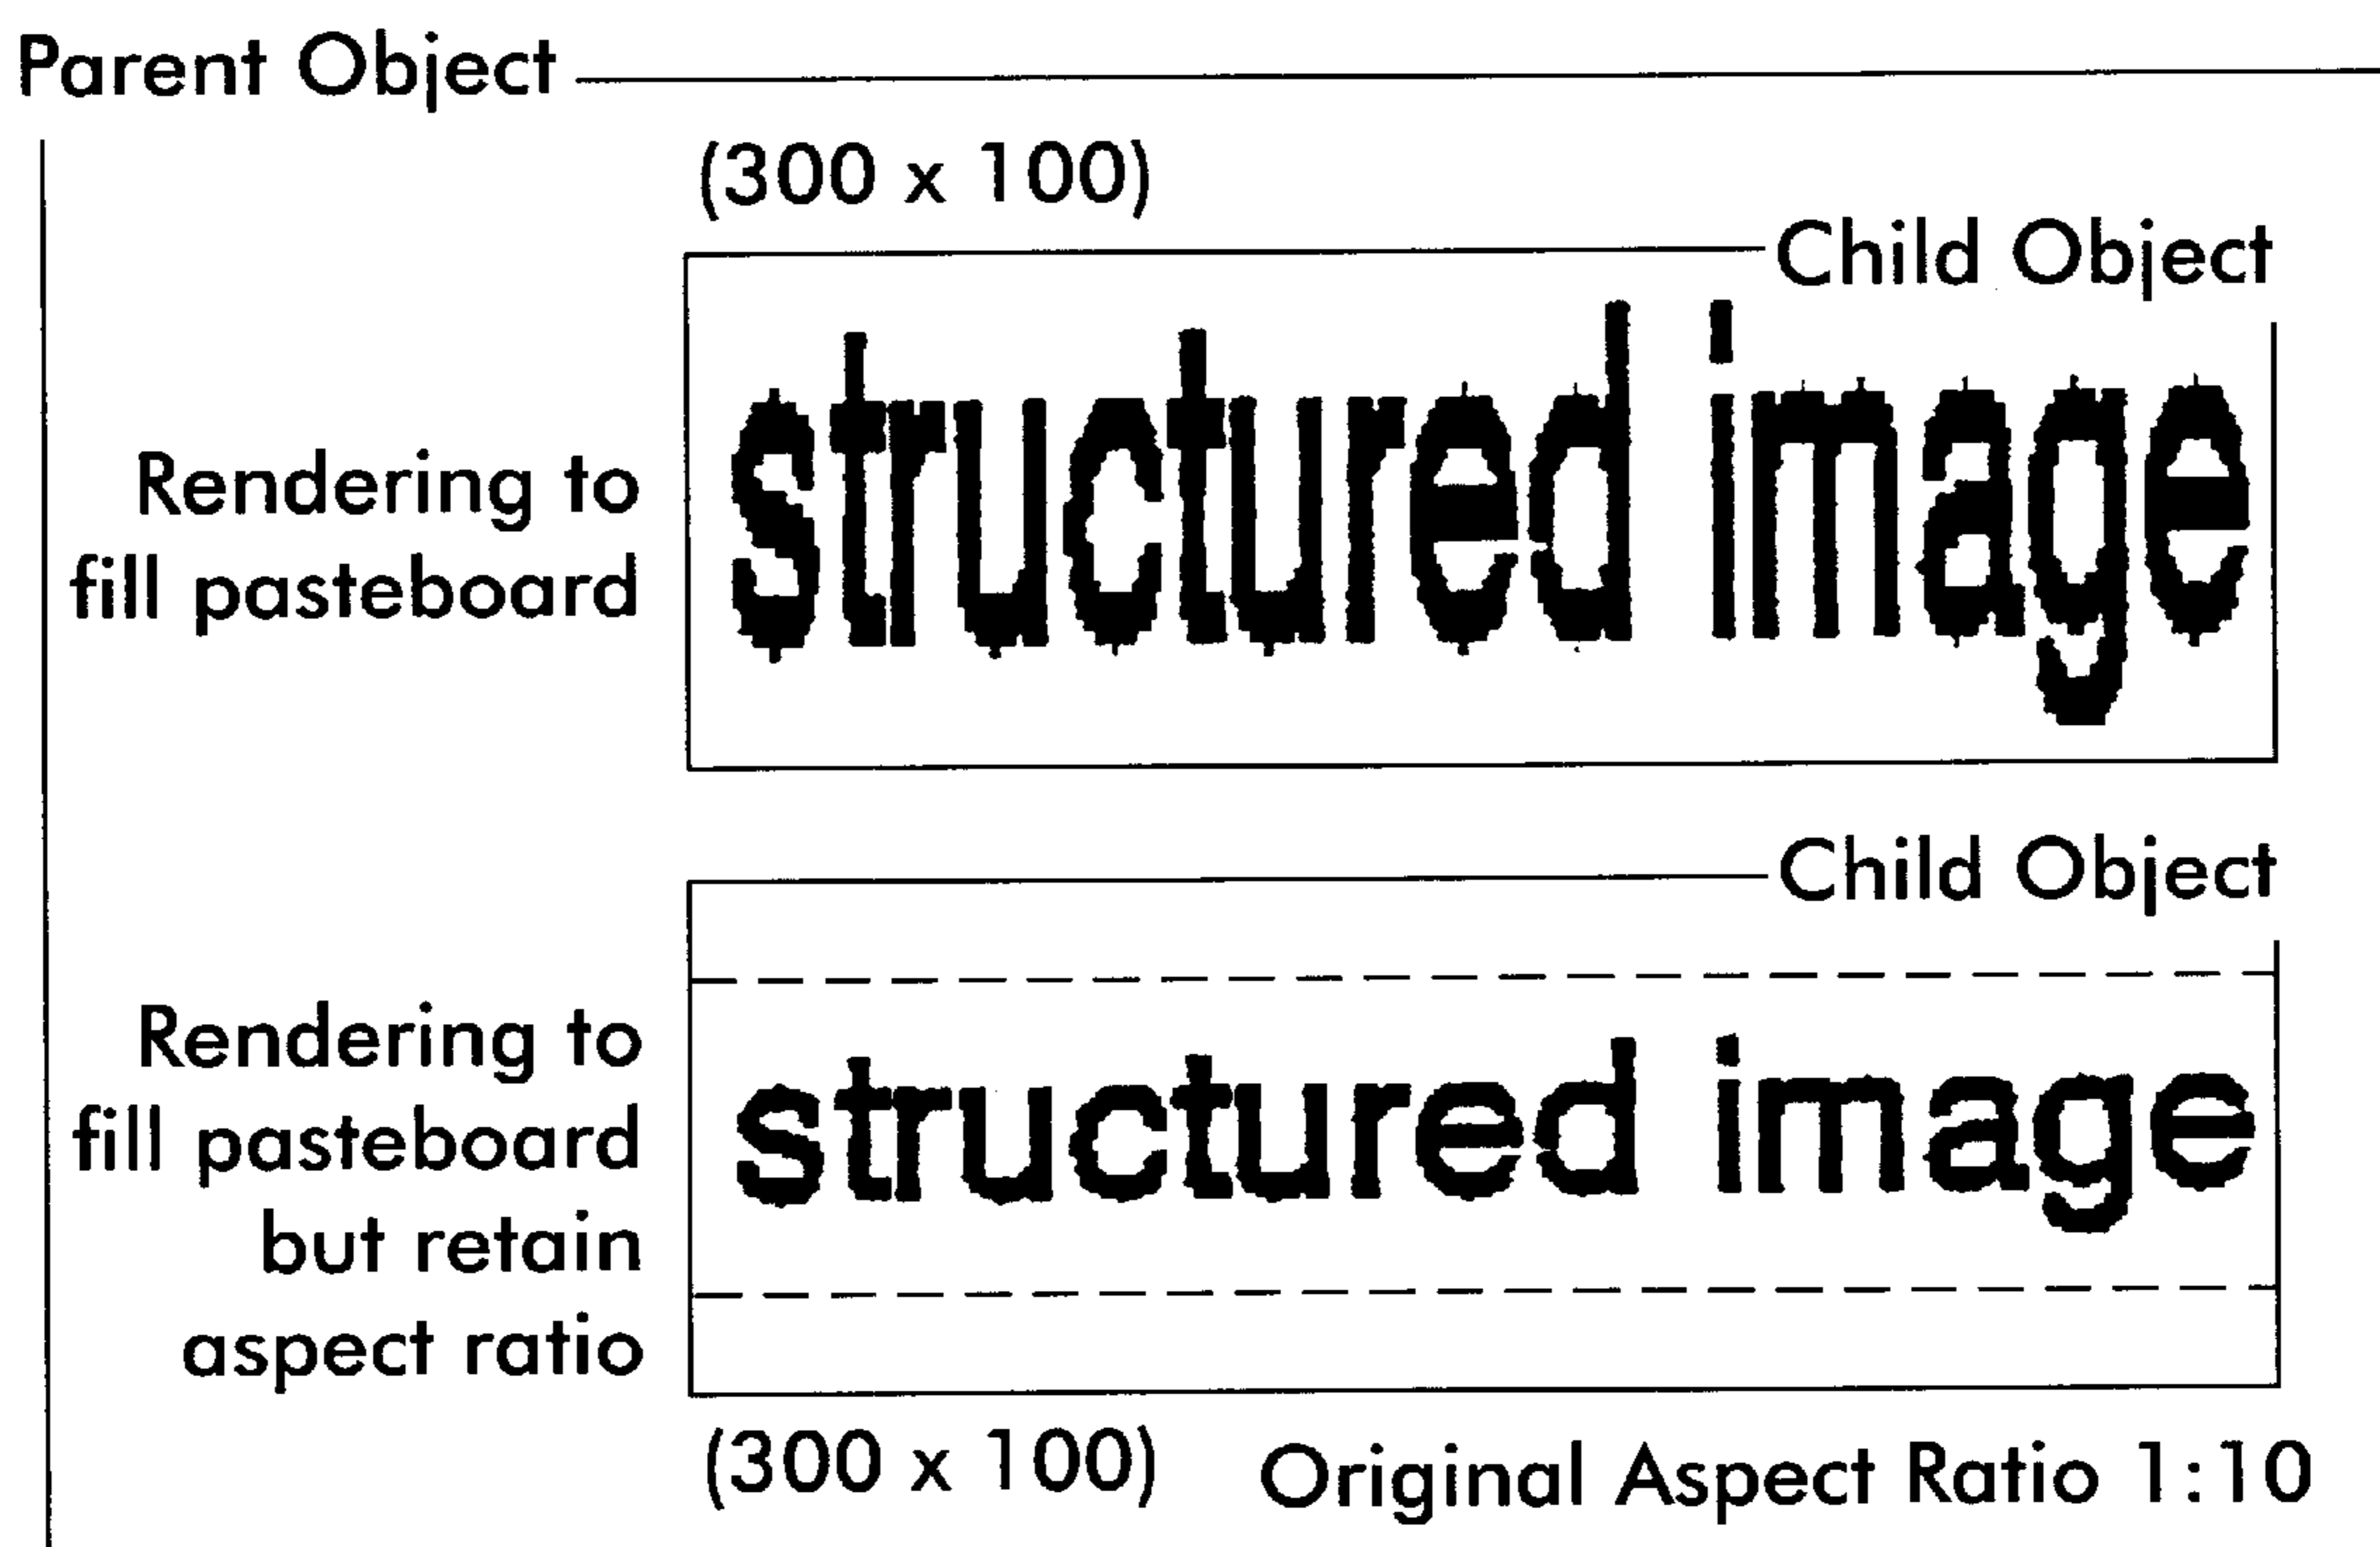 Parent Object
(300 x 100)
Child Object
Rendering to
fill pasteboard
structured image
Child Object
Rendering to
fill pasteboard
but retain
aspect ratio
structured image
(300 x 100)
Original Aspect Ratio 1:10